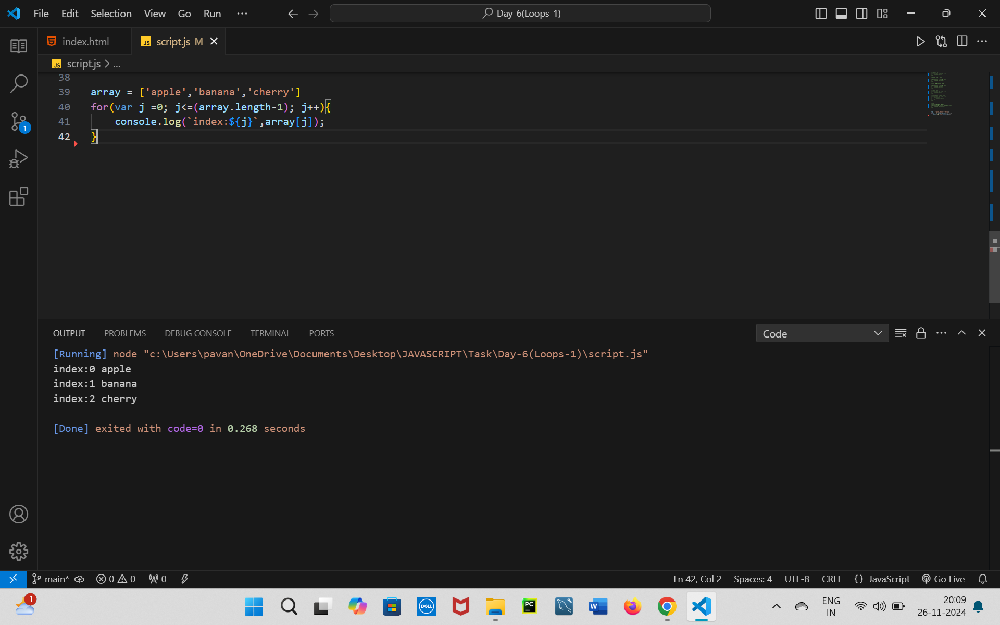 File Edit Selection View Go Run ··· Day-6(Loops-1)
index.html script.js M
JS script.js > ...
38
39 array = ['apple','banana','cherry']
40 for(var j =0; j<=(array.length-1); j++){
41 console.log(`index:${j}`,array[j]);
42 }
1
OUTPUT PROBLEMS DEBUG CONSOLE TERMINAL PORTS Code
[Running] node "c:\Users\pavan\OneDrive\Documents\Desktop\JAVASCRIPT\Task\Day-6(Loops-1)\script.js"
index:0 apple
index:1 banana
index:2 cherry
[Done] exited with code=0 in 0.268 seconds
main* 0 0 0 Ln 42, Col 2 Spaces: 4 UTF-8 CRLF {} JavaScript Go Live
1 DELL PC W ENG IN 20:09
26-11-2024